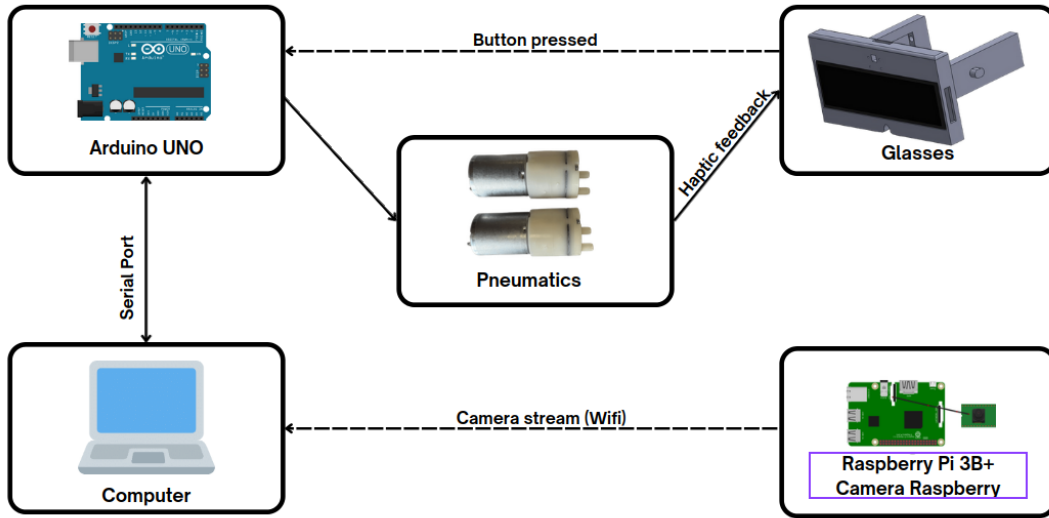 Button pressed
UNO
Arduino UNO
Glasses
Haptic feedback
Pneumatics
Serial Port
Camera stream (Wifi)
Computer
Raspberry Pi 3B+
Camera Raspberry